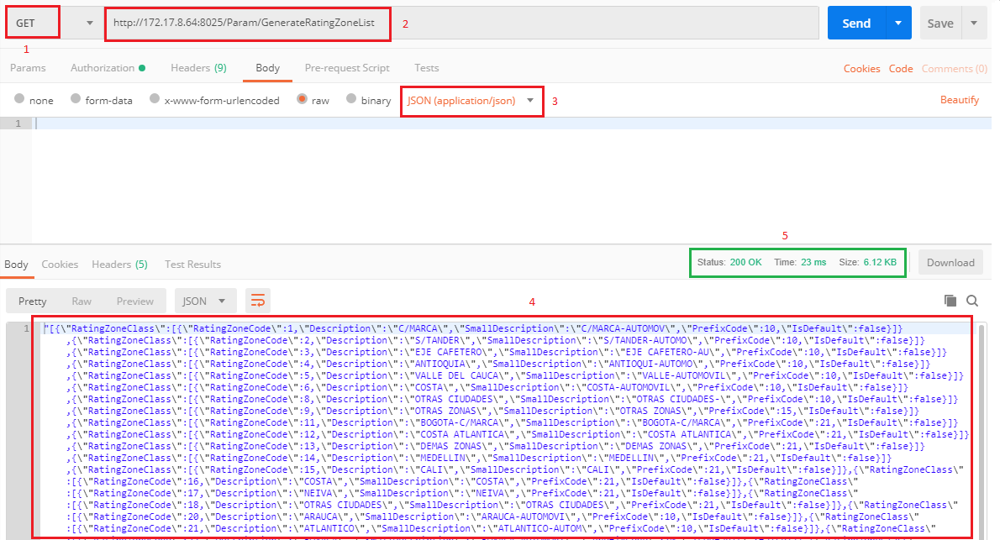 GET http://172.17.8.64:8025/Param/GenerateRatingZoneList 2 Send Save
1
Params Authorization Headers (9) Body Pre-request Script Tests Cookies Code Comments (0)
none form-data x-www-form-urlencoded raw binary JSON (application/json) 3 Beautify
1
5
Body Cookies Headers (5) Test Results Status: 200 OK Time: 23 ms Size: 6.12 KB Download
Pretty Raw Preview JSON 4
1 "[{\"RatingZoneClass\":[{\"RatingZoneCode\":1,\"Description\":\"C/MARCA\",\"SmallDescription\":\"C/MARCA-AUTOMOV\",\"PrefixCode\":10,\"IsDefault\":false}]}
,{\"RatingZoneClass\":[{\"RatingZoneCode\":2,\"Description\":\"S/TANDER\",\"SmallDescription\":\"S/TANDER-AUTOMO\",\"PrefixCode\":10,\"IsDefault\":false}]}
,{\"RatingZoneClass\":[{\"RatingZoneCode\":3,\"Description\":\"EJE CAFETERO\",\"SmallDescription\":\"EJE CAFETERO-AU\",\"PrefixCode\":10,\"IsDefault\":false}]}
,{\"RatingZoneClass\":[{\"RatingZoneCode\":4,\"Description\":\"ANTIOQUIA\",\"SmallDescription\":\"ANTIOQUI-AUTOMO\",\"PrefixCode\":10,\"IsDefault\":false}]}
,{\"RatingZoneClass\":[{\"RatingZoneCode\":5,\"Description\":\"VALLE DEL CAUCA\",\"SmallDescription\":\"VALLE-AUTOMOVIL\",\"PrefixCode\":10,\"IsDefault\":false}]}
,{\"RatingZoneClass\":[{\"RatingZoneCode\":6,\"Description\":\"COSTA\",\"SmallDescription\":\"COSTA-AUTOMOVIL\",\"PrefixCode\":10,\"IsDefault\":false}]}
,{\"RatingZoneClass\":[{\"RatingZoneCode\":8,\"Description\":\"OTRAS CIUDADES\",\"SmallDescription\":\"OTRAS CIUDADES-\",\"PrefixCode\":10,\"IsDefault\":false}]}
,{\"RatingZoneClass\":[{\"RatingZoneCode\":9,\"Description\":\"OTRAS ZONAS\",\"SmallDescription\":\"OTRAS ZONAS\",\"PrefixCode\":15,\"IsDefault\":false}]}
,{\"RatingZoneClass\":[{\"RatingZoneCode\":11,\"Description\":\"BOGOTA-C/MARCA\",\"SmallDescription\":\"BOGOTA-C/MARCA\",\"PrefixCode\":21,\"IsDefault\":false}]}
,{\"RatingZoneClass\":[{\"RatingZoneCode\":12,\"Description\":\"COSTA ATLANTICA\",\"SmallDescription\":\"COSTA ATLANTICA\",\"PrefixCode\":21,\"IsDefault\":false}]}
,{\"RatingZoneClass\":[{\"RatingZoneCode\":13,\"Description\":\"DEMAS ZONAS\",\"SmallDescription\":\"DEMAS ZONAS\",\"PrefixCode\":21,\"IsDefault\":false}]}
,{\"RatingZoneClass\":[{\"RatingZoneCode\":14,\"Description\":\"MEDELLIN\",\"SmallDescription\":\"MEDELLIN\",\"PrefixCode\":21,\"IsDefault\":false}]}
,{\"RatingZoneClass\":[{\"RatingZoneCode\":15,\"Description\":\"CALI\",\"SmallDescription\":\"CALI\",\"PrefixCode\":21,\"IsDefault\":false}]},{\"RatingZoneClass\"
:[{\"RatingZoneCode\":16,\"Description\":\"COSTA\",\"SmallDescription\":\"COSTA\",\"PrefixCode\":21,\"IsDefault\":false}]},{\"RatingZoneClass\"
:[{\"RatingZoneCode\":17,\"Description\":\"NEIVA\",\"SmallDescription\":\"NEIVA\",\"PrefixCode\":21,\"IsDefault\":false}]},{\"RatingZoneClass\"
:[{\"RatingZoneCode\":18,\"Description\":\"OTRAS CIUDADES\",\"SmallDescription\":\"OTRAS CIUDADES\",\"PrefixCode\":21,\"IsDefault\":false}]},{\"RatingZoneClass\"
:[{\"RatingZoneCode\":20,\"Description\":\"ARAUCA\",\"SmallDescription\":\"ARAUCA-AUTOMOVI\",\"PrefixCode\":10,\"IsDefault\":false}]},{\"RatingZoneClass\"
:[{\"RatingZoneCode\":21,\"Description\":\"ATLANTICO\",\"SmallDescription\":\"ATLANTICO-AUTOM\",\"PrefixCode\":10,\"IsDefault\":false}]},{\"RatingZoneClass\"